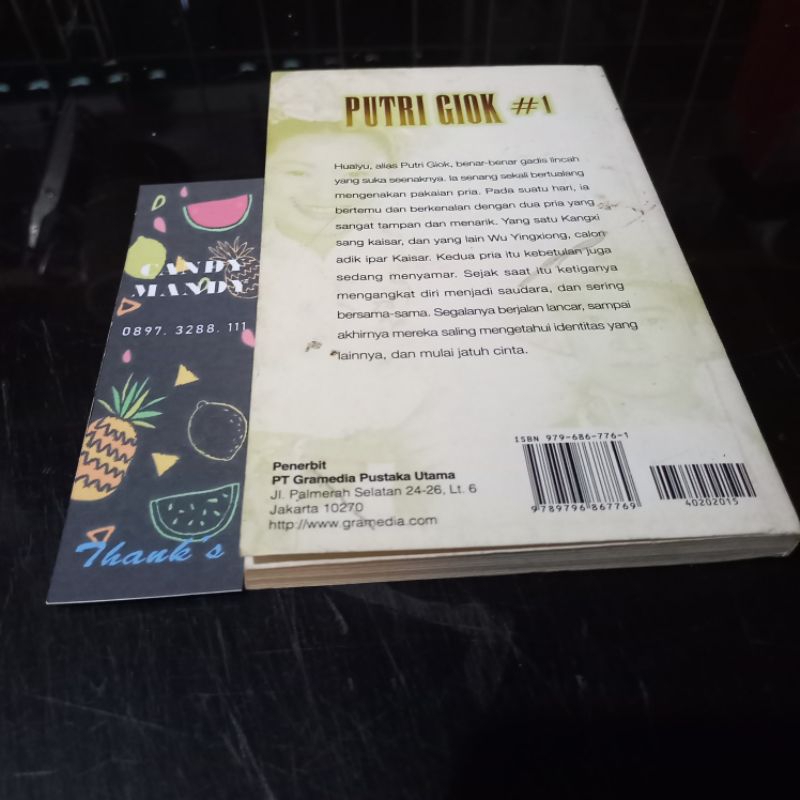 PUTRI GIOK #1
Huaiyu, alias Putri Giok, benar-benar gadis lincah
yang suka seenaknya. Ia senang sekali bertualang
mengenakan pakaian pria. Pada suatu hari, ia
bertemu dan berkenalan dengan dua pria yang
sangat tampan dan menarik. Yang satu Kangxi
sang kaisar, dan yang lain Wu Yingxiong, calon
adik ipar Kaisar. Kedua pria itu kebetulan juga
sedang menyamar. Sejak saat itu ketiganya
mengangkat diri menjadi saudara, dan sering
bersama-sama. Segalanya berjalan lancar, sampai
akhirnya mereka saling mengetahui identitas yang
lainnya, dan mulai jatuh cinta.
Penerbit
PT Gramedia Pustaka Utama
Jl. Palmerah Selatan 24-26, Lt. 6
Jakarta 10270
http://www.gramedia.com
ISBN 979-686-776-1
9789796867769
40202015
CANDY
MANDY
0897. 3288. 111
Thank's